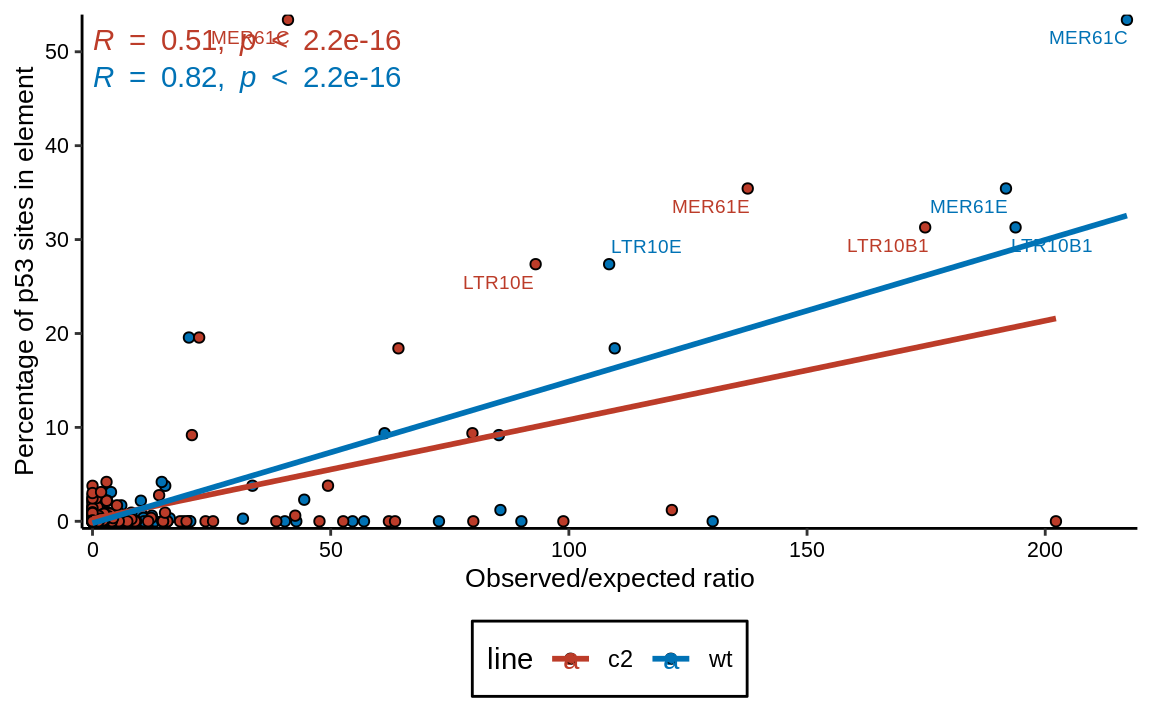 R = 0.51, p < 2.2e-16
MER61C
R = 0.82, p < 2.2e-16
MER61C
MER61E
MER61E
LTR10B1
LTR10B1
LTR10E
LTR10E
Percentage of p53 sites in element
50
40
30
20
10
0
0
50
100
150
200
Observed/expected ratio
line
a
c2
a
wt